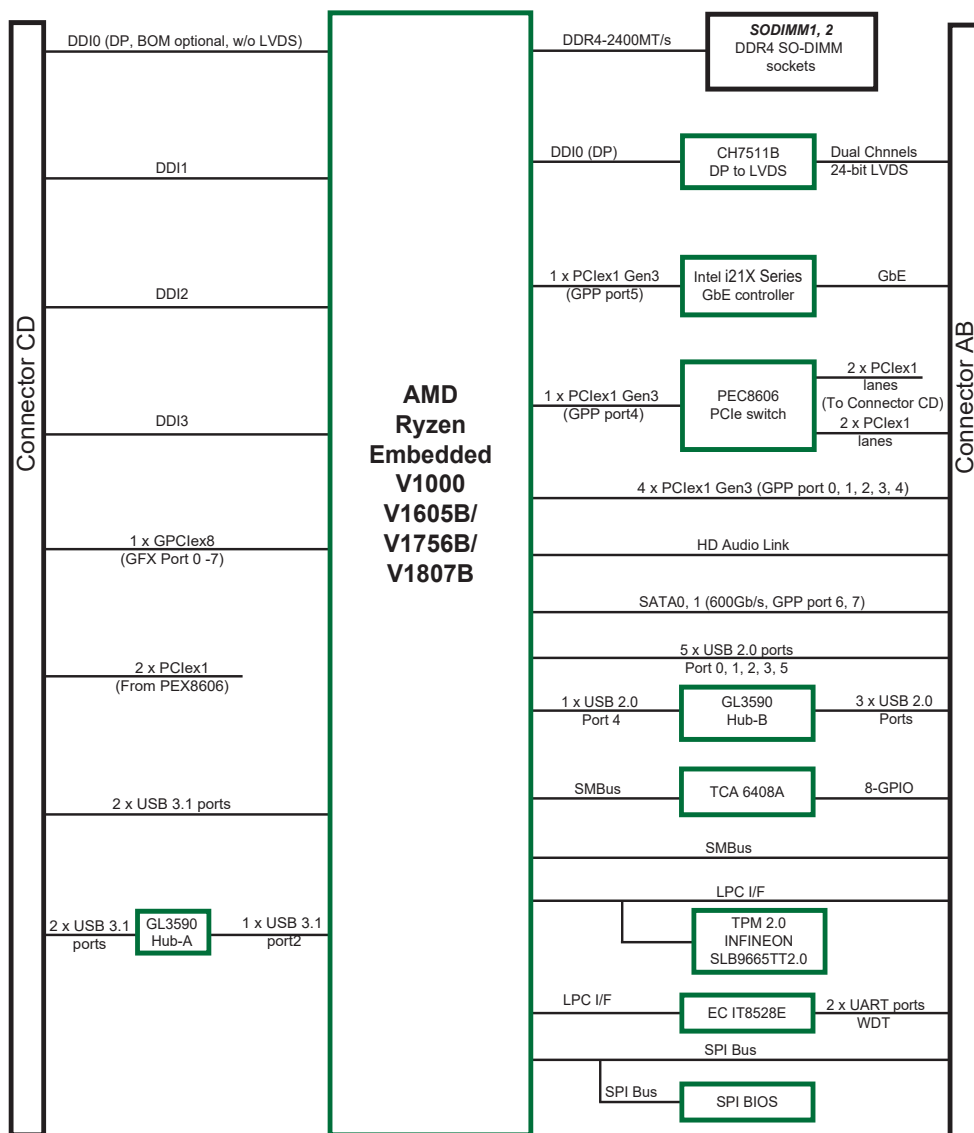 Connector CD
DDI0 (DP, BOM optional, w/o LVDS)
DDI1
DDI2
DDI3
1 x GPCIex8
(GFX Port 0 -7)
2 x PCIex1
(From PEX8606)
2 x USB 3.1 ports
2 x USB 3.1
ports
GL3590
Hub-A
1 x USB 3.1
port2
AMD
Ryzen
Embedded
V1000
V1605B/
V1756B/
V1807B
DDR4-2400MT/s
SODIMM1, 2
DDR4 SO-DIMM
sockets
DDI0 (DP)
CH7511B
DP to LVDS
Dual Chnnels
24-bit LVDS
1 x PCIex1 Gen3
(GPP port5)
Intel i21X Series
GbE controller
GbE
1 x PCIex1 Gen3
(GPP port4)
PEC8606
PCIe switch
2 x PCIex1
lanes
(To Connector CD)
2 x PCIex1
lanes
4 x PCIex1 Gen3 (GPP port 0, 1, 2, 3, 4)
HD Audio Link
SATA0, 1 (600Gb/s, GPP port 6, 7)
5 x USB 2.0 ports
Port 0, 1, 2, 3, 5
1 x USB 2.0
Port 4
GL3590
Hub-B
3 x USB 2.0
Ports
SMBus
TCA 6408A
8-GPIO
SMBus
LPC I/F
TPM 2.0
INFINEON
SLB9665TT2.0
LPC I/F
EC IT8528E
2 x UART ports
WDT
SPI Bus
SPI Bus
SPI BIOS
Connector AB